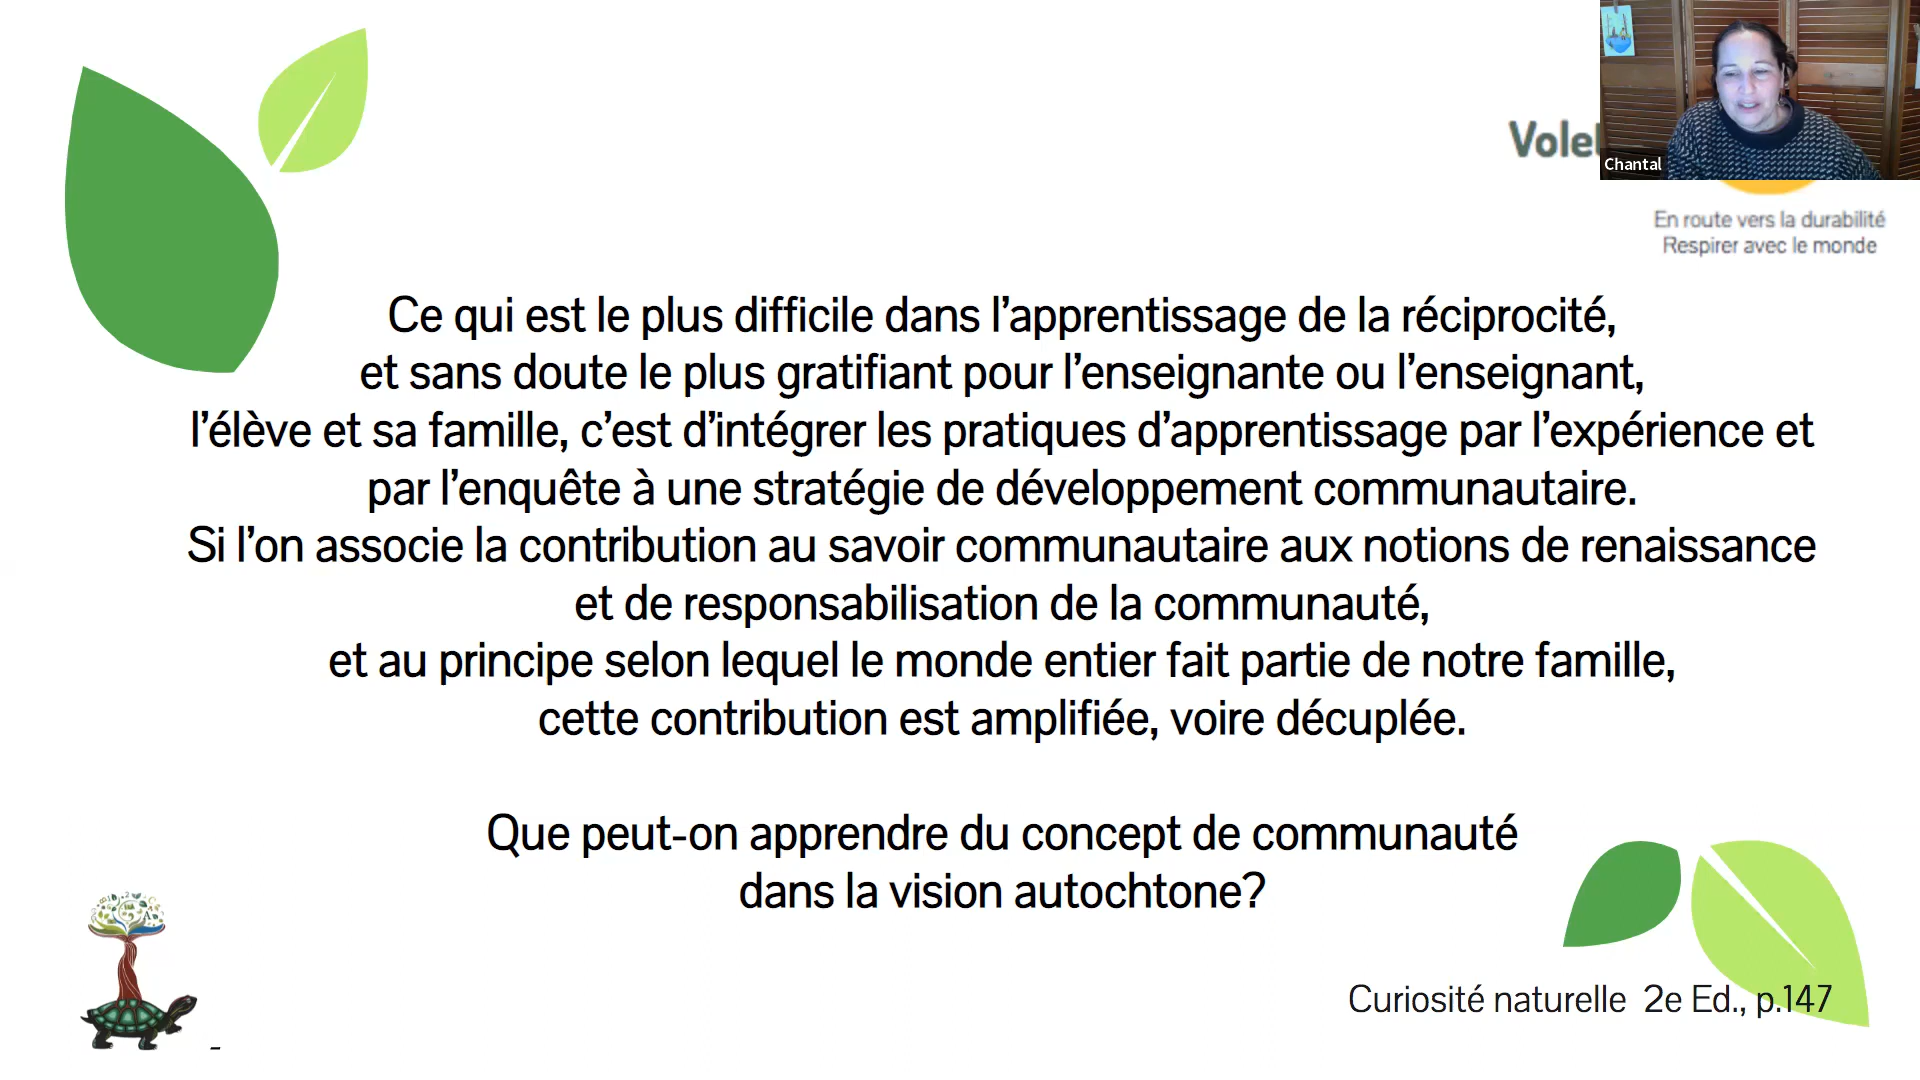 Chantal
En route vers la durabilité
Respirer avec le monde
Ce qui est le plus difficile dans l’apprentissage de la réciprocité,
et sans doute le plus gratifiant pour l’enseignante ou l’enseignant,
l’élève et sa famille, c’est d’intégrer les pratiques d’apprentissage par l’expérience et
par l’enquête à une stratégie de développement communautaire.
Si l’on associe la contribution au savoir communautaire aux notions de renaissance
et de responsabilisation de la communauté,
et au principe selon lequel le monde entier fait partie de notre famille,
cette contribution est amplifiée, voire décuplée.
Que peut-on apprendre du concept de communauté
dans la vision autochtone?
Curiosité naturelle 2e Ed., p.147